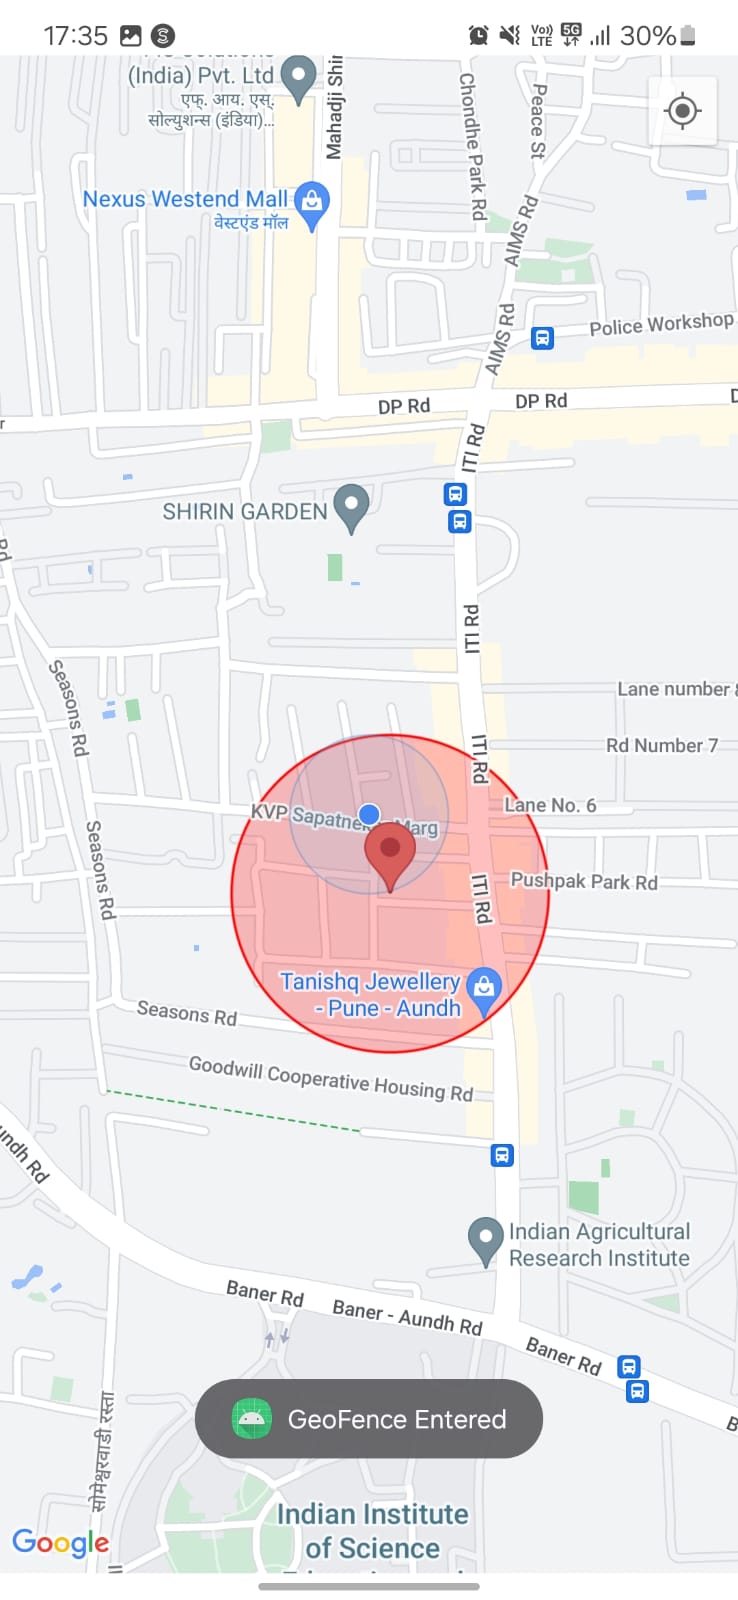 17:35
Vo))
LTE
5G
30%
(India) Pvt. Ltd
एफ. आय. एस.
सोल्युशन्स (इंडिया)...
Mahadji Shin
Chondhe Park Rd
Peace St
Nexus Westend Mall
वेस्टएंड मॉल
AIMS Rd
AIMS Rd
Police Workshop
DP Rd
DP Rd
ITI Rd
SHIRIN GARDEN
ITI Rd
Lane number
Seasons Rd
Rd Number 7
ITI Rd
Lane No. 6
KVP Sapatnekar Marg
Seasons Rd
Pushpak Park Rd
ITI Rd
Tanishq Jewellery
- Pune - Aundh
Seasons Rd
Goodwill Cooperative Housing Rd
undh Rd
Indian Agricultural
Research Institute
Baner Rd
Baner - Aundh Rd
Baner Rd
सोमेश्वरवाडी रस्ता
GeoFence Entered
Indian Institute
of Science
Google